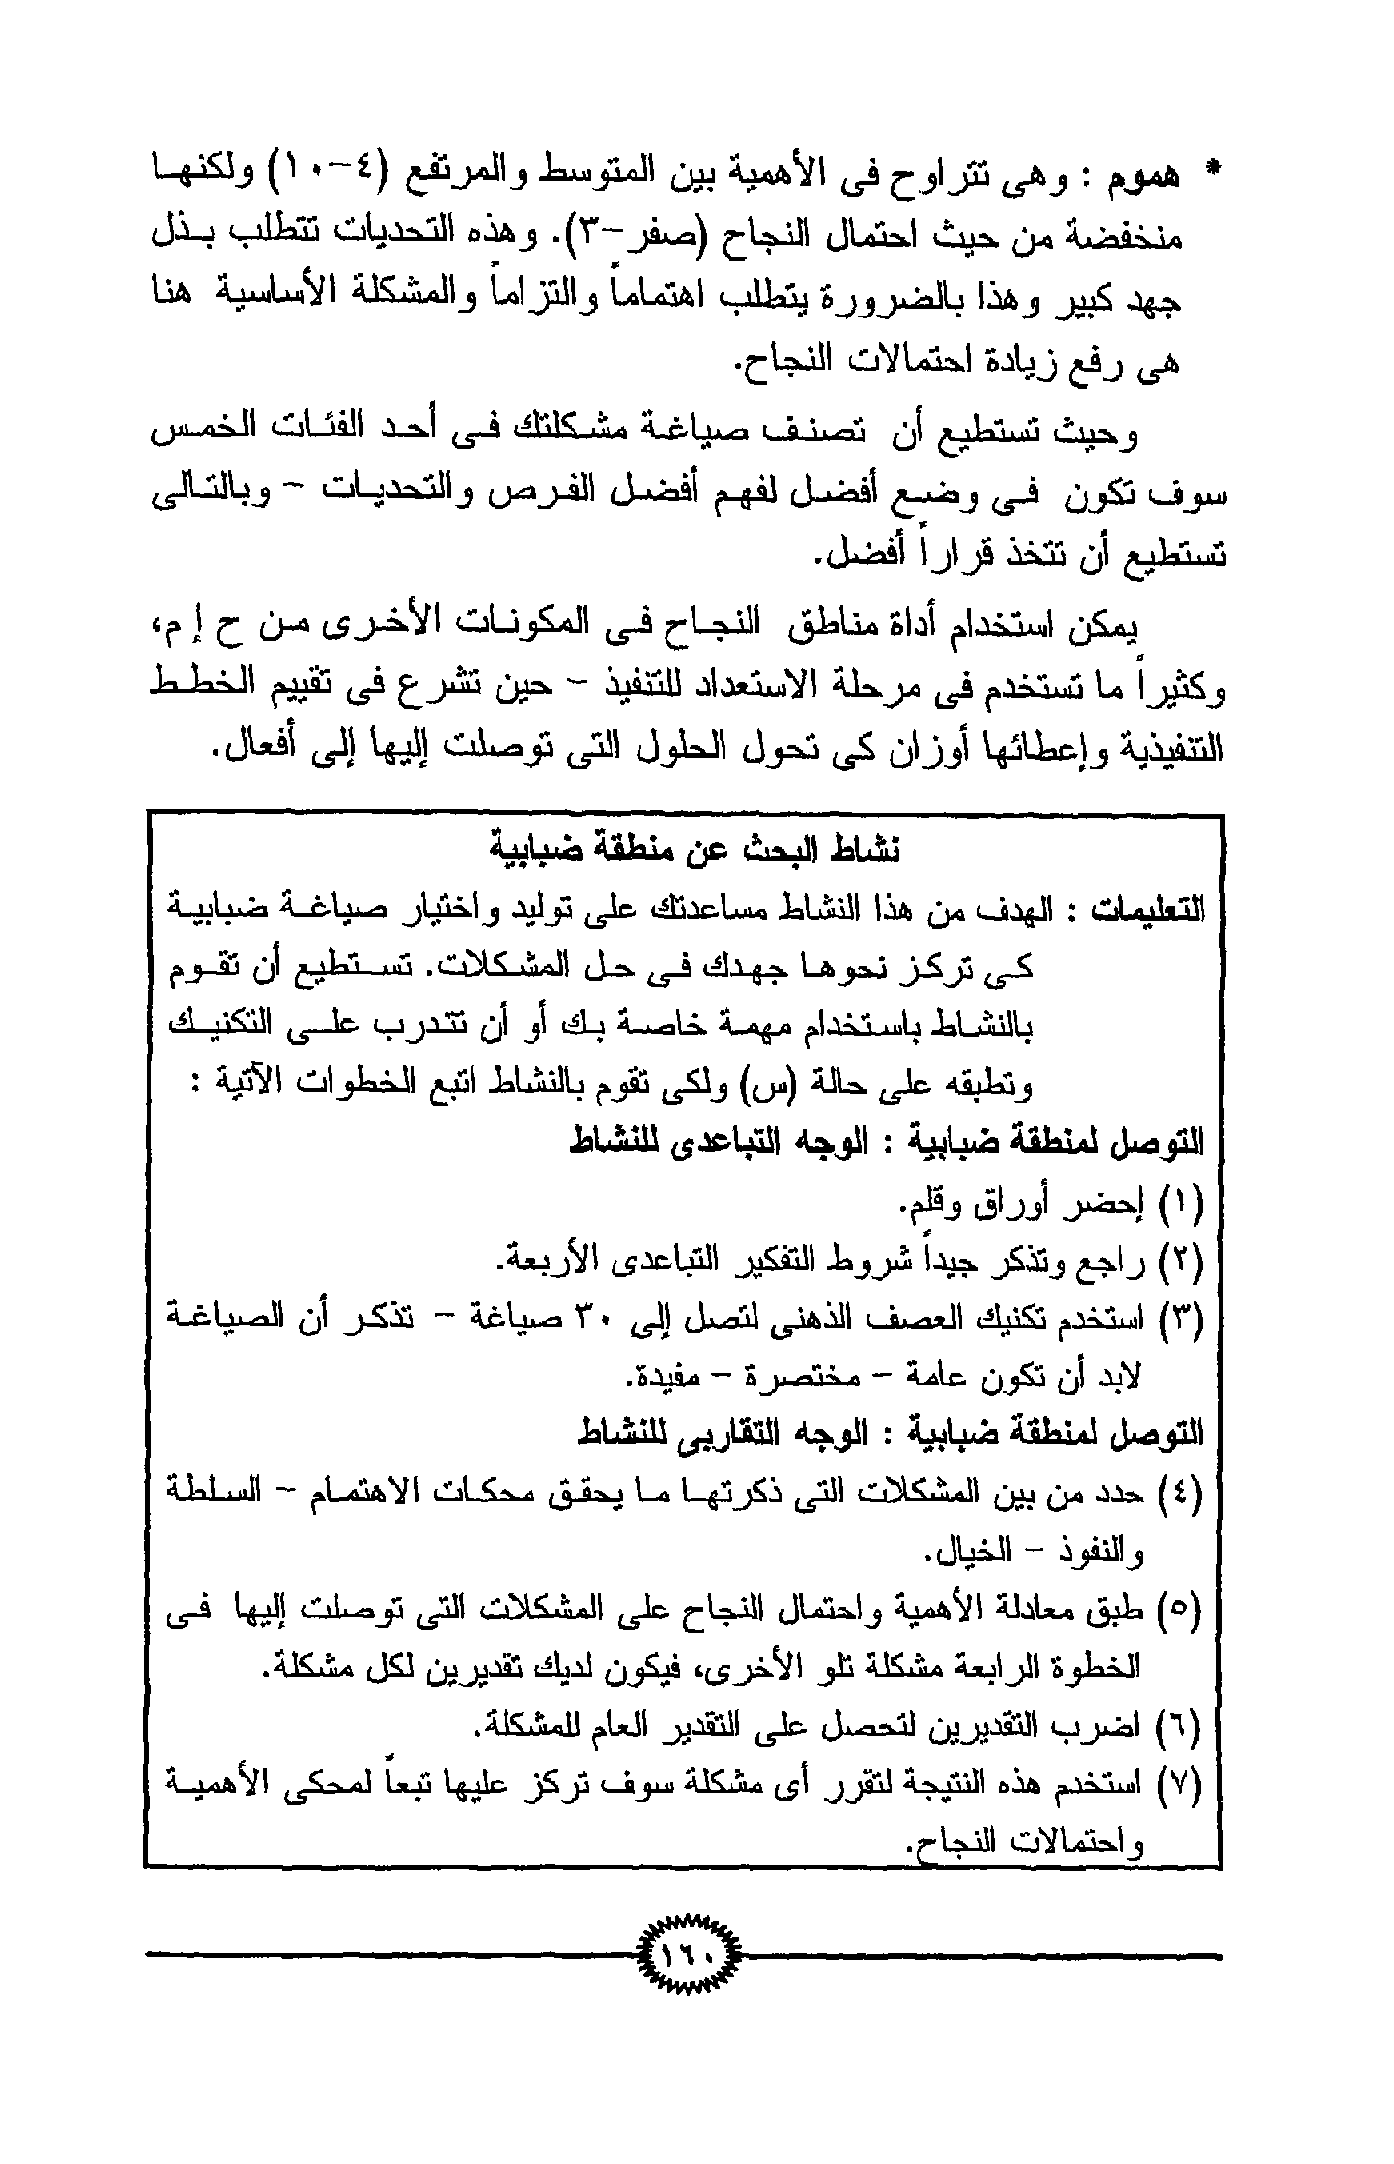 * هموم : وهى تتراوح فى الأهمية بين المتوسط والمرتفع (٤-١٠) ولكنها
منخفضة من حيث احتمال النجاح (صفر-٣). وهذه التحديات تتطلب بذل
جهد كبير وهذا بالضرورة يتطلب اهتماماً والتزاماً والمشكلة الأساسية هنا
هى رفع زيادة احتمالات النجاح.
وحيث تستطيع أن تصنف صياغة مشكلتك فى أحد الفئات الخمس
سوف تكون فى وضع أفضل لفهم أفضل الفرص والتحديات - وبالتالى
تستطيع أن تتخذ قراراً أفضل.
يمكن استخدام أداة مناطق النجاح فى المكونات الأخرى من ح إ م،
وكثيراً ما تستخدم فى مرحلة الاستعداد للتنفيذ - حين تشرع فى تقييم الخطط
التنفيذية وإعطائها أوزان كى تحول الحلول التى توصلت إليها إلى أفعال.
نشاط البحث عن منطقة ضبابية
التعليمات : الهدف من هذا النشاط مساعدتك على توليد واختيار صياغة ضبابية
كى تركز نحوها جهدك فى حل المشكلات. تستطيع أن تقوم
بالنشاط باستخدام مهمة خاصة بك أو أن تتدرب على التكنيك
وتطبقه على حالة (س) ولكى تقوم بالنشاط اتبع الخطوات الآتية :
التوصل لمنطقة ضبابية : الوجه التباعدى للنشاط
(١) إحضر أوراق وقلم.
(٢) راجع وتذكر جيداً شروط التفكير التباعدى الأربعة.
(٣) استخدم تكنيك العصف الذهنى لتصل إلى ٣٠ صياغة - تذكر أن الصياغة
لابد أن تكون عامة - مختصرة - مفيدة.
التوصل لمنطقة ضبابية : الوجه التقاربى للنشاط
(٤) حدد من بين المشكلات التى ذكرتها ما يحقق محكات الاهتمام - السلطة
والنفوذ - الخيال.
(٥) طبق معادلة الأهمية واحتمال النجاح على المشكلات التى توصلت إليها فى
الخطوة الرابعة مشكلة تلو الأخرى، فيكون لديك تقديرين لكل مشكلة.
(٦) اضرب التقديرين لتحصل على التقدير العام للمشكلة.
(٧) استخدم هذه النتيجة لتقرر أى مشكلة سوف تركز عليها تبعاً لمحكى الأهمية
واحتمالات النجاح.
١٦٠